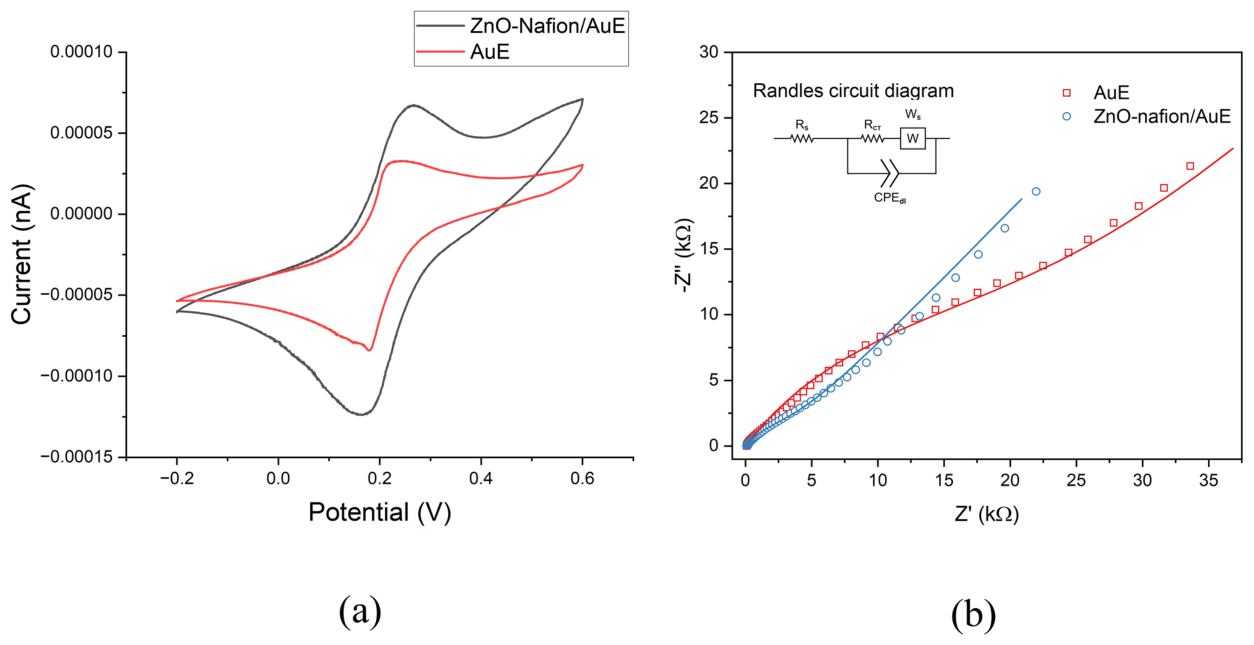 ZnO-Nafion/AuE
AuE
0.00010
0.00005
0.00000
−0.00005
−0.00010
−0.00015
−0.2
0.0
0.2
0.4
0.6
Current (nA)
Potential (V)
(a)
30
25
20
15
10
5
0
-Z'' (kΩ)
Randles circuit diagram
AuE
ZnO-nafion/AuE
Rs
RCT
Ws
W
CPEdl
0
5
10
15
20
25
30
35
Z' (kΩ)
(b)